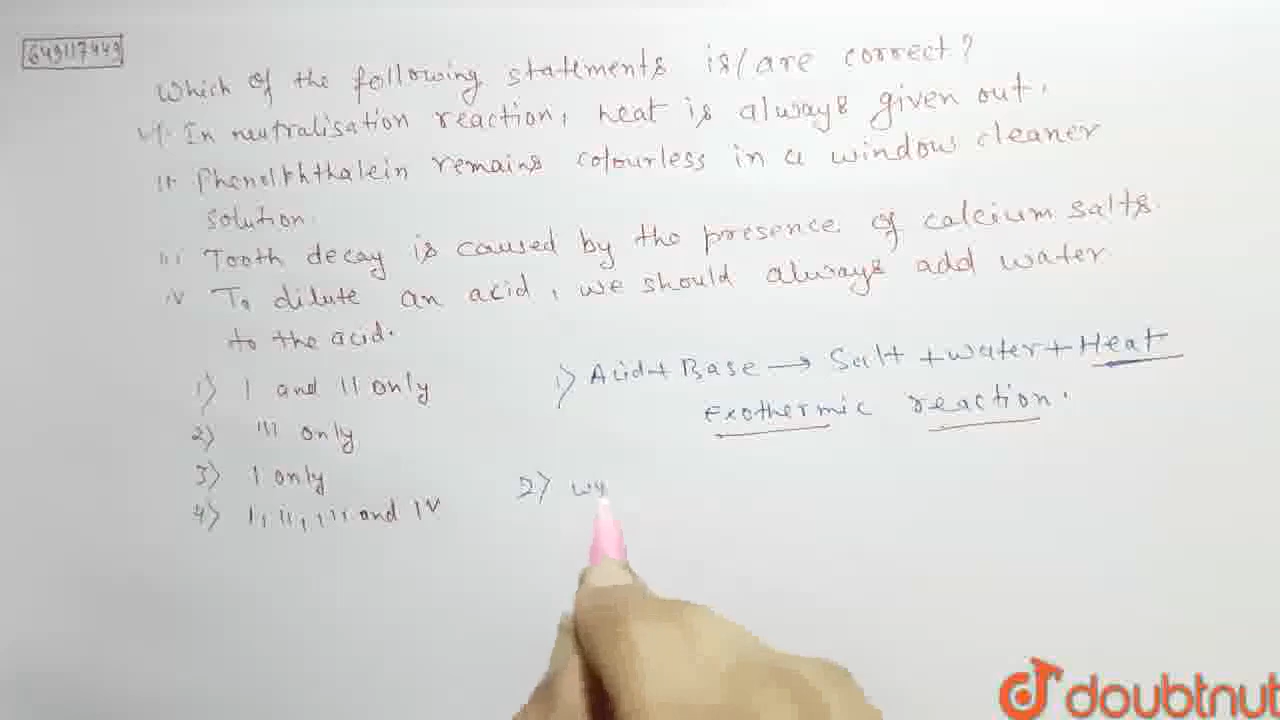 649117449
Which of the following statements is/are correct?
I. In neutralisation reaction, heat is always given out.
II Phenolphthalein remains colourless in a window cleaner
solution.
III Tooth decay is caused by the presence of calcium salts.
IV To dilute an acid, we should always add water
to the acid.
1) I and II only
2) III only
3) I only
4) I, II, III and IV
1) Acid + Base → Salt + water + Heat
Exothermic reaction.
2)
doubtnut